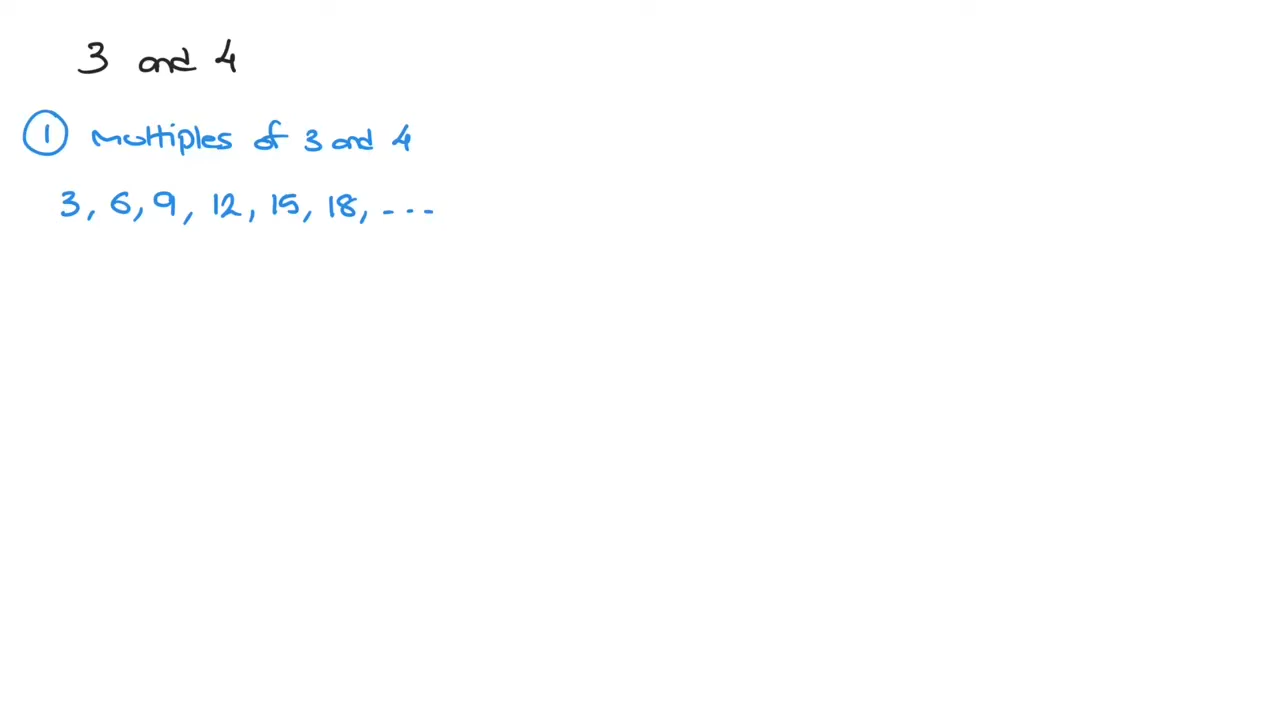 3 and 4
① multiples of 3 and 4
3, 6, 9, 12, 15, 18, ...